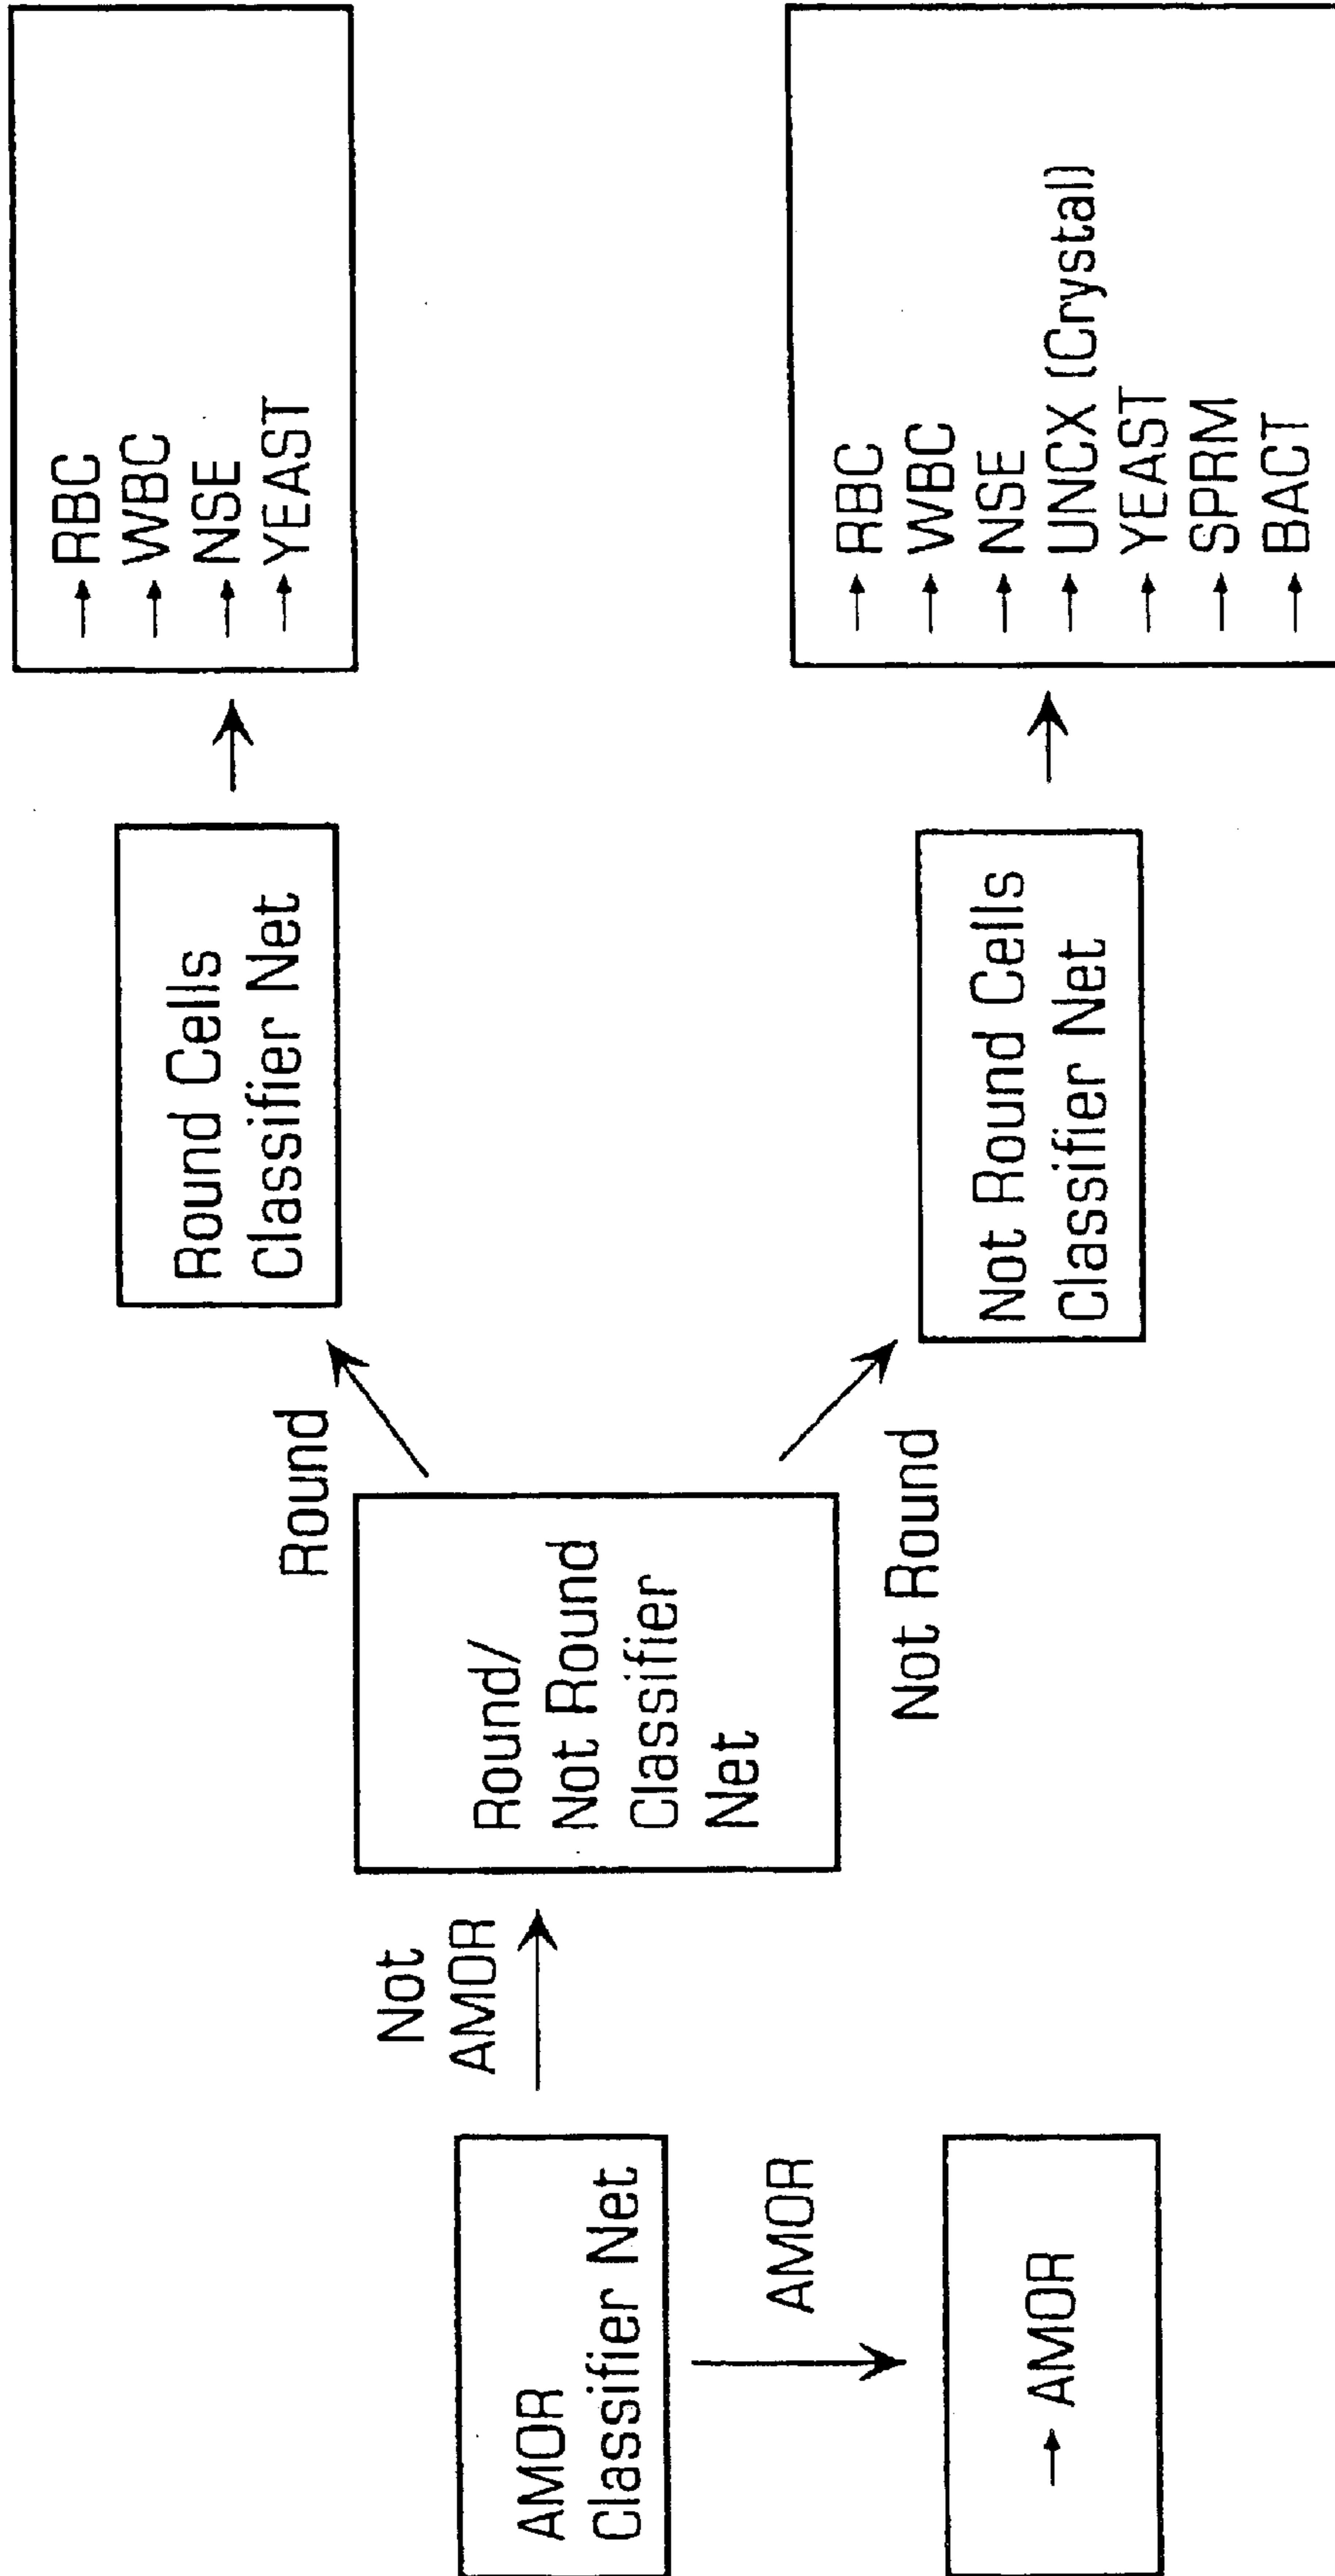 AMOR
Classifier Net
AMOR
→ AMOR
Not
AMOR
Round/
Not Round
Classifier
Net
Round
Round Cells
Classifier Net
→ RBC
→ WBC
→ NSE
→ YEAST
Not Round
Not Round Cells
Classifier Net
→ RBC
→ WBC
→ NSE
→ UNCX (Crystal)
→ YEAST
→ SPRM
→ BACT